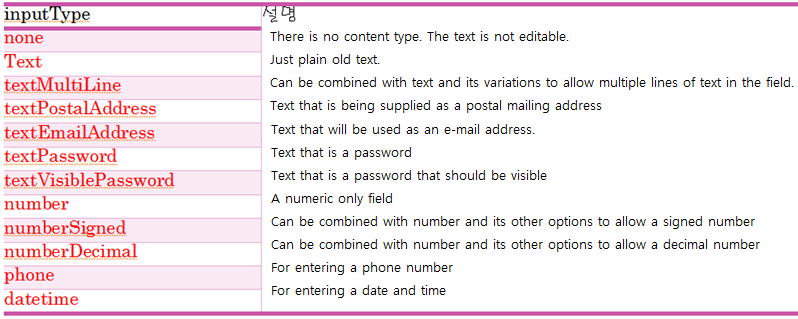 inputType 설명
none There is no content type. The text is not editable.
Text Just plain old text.
textMultiLine Can be combined with text and its variations to allow multiple lines of text in the field.
textPostalAddress Text that is being supplied as a postal mailing address
textEmailAddress Text that will be used as an e-mail address.
textPassword Text that is a password
textVisiblePassword Text that is a password that should be visible
number A numeric only field
numberSigned Can be combined with number and its other options to allow a signed number
numberDecimal Can be combined with number and its other options to allow a decimal number
phone For entering a phone number
datetime For entering a date and time